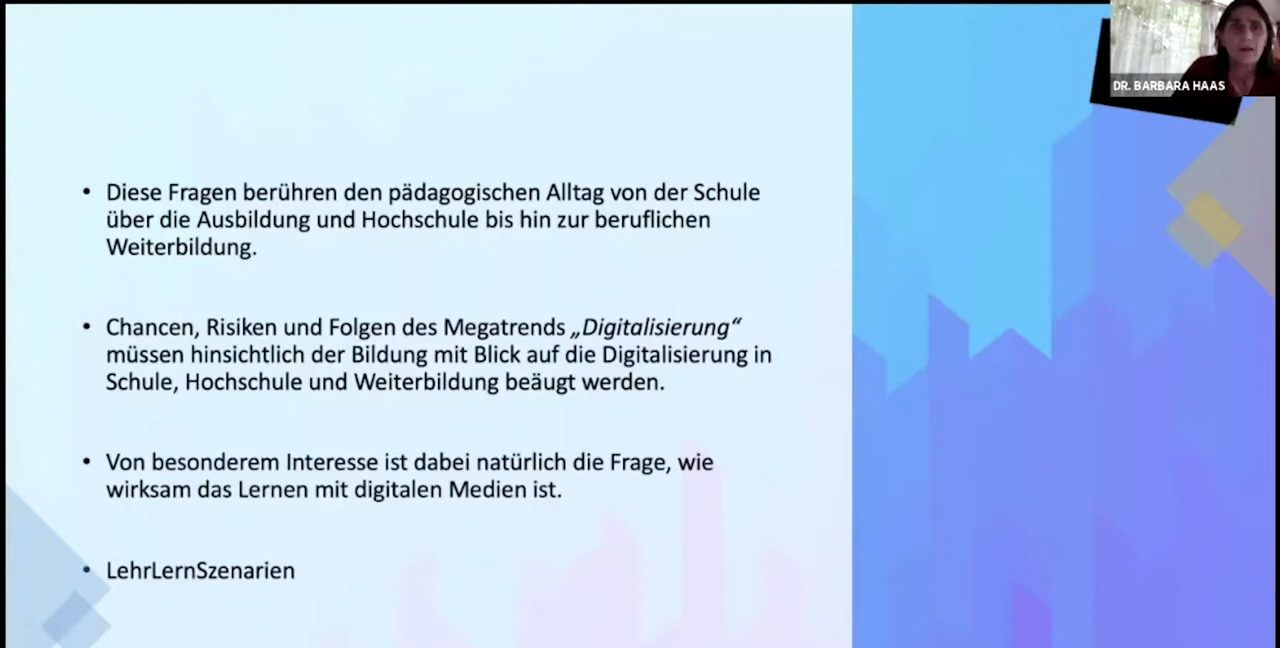 DR. BARBARA HAAS
• Diese Fragen berühren den pädagogischen Alltag von der Schule
über die Ausbildung und Hochschule bis hin zur beruflichen
Weiterbildung.
• Chancen, Risiken und Folgen des Megatrends „Digitalisierung“
müssen hinsichtlich der Bildung mit Blick auf die Digitalisierung in
Schule, Hochschule und Weiterbildung beäugt werden.
• Von besonderem Interesse ist dabei natürlich die Frage, wie
wirksam das Lernen mit digitalen Medien ist.
• LehrLernSzenarien